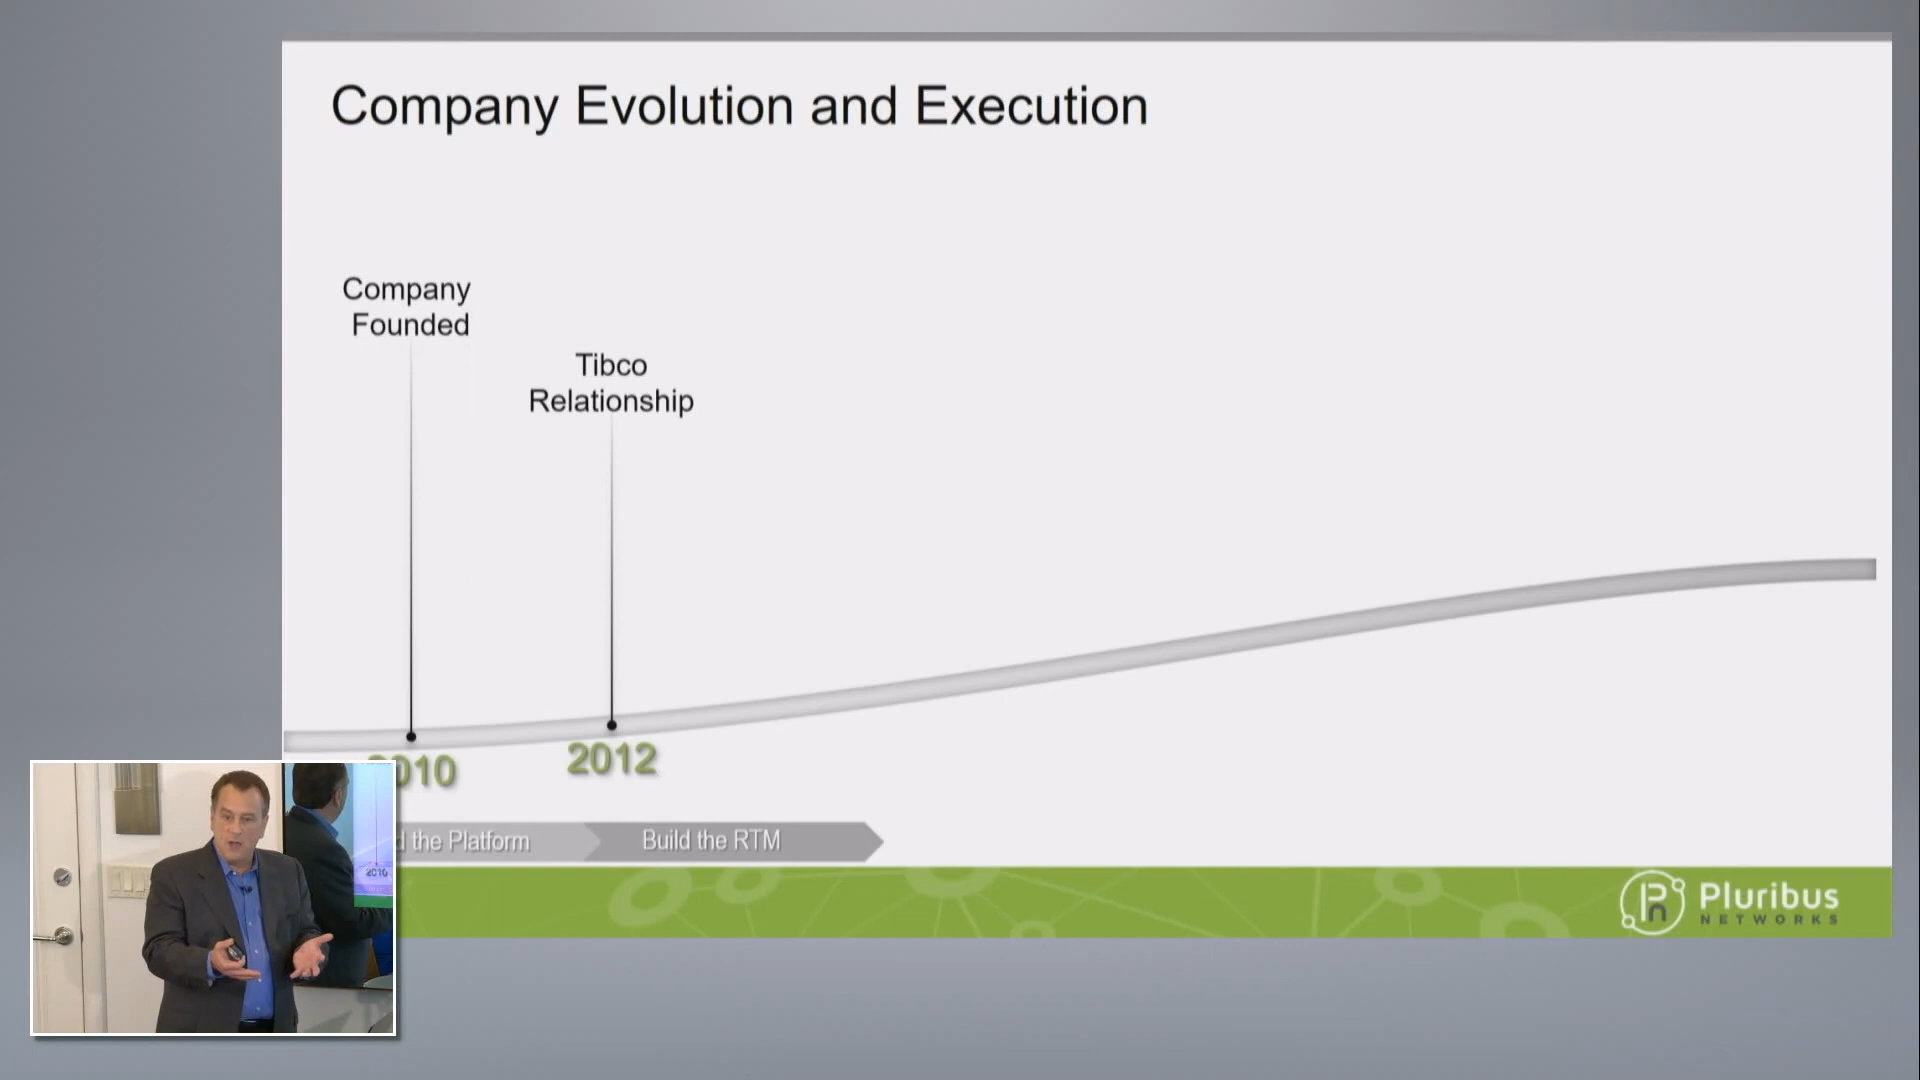 Company Evolution and Execution
Company
Founded
Tibco
Relationship
2012
the Platform
Build the RTM
Pluribus
NETWORKS
2010